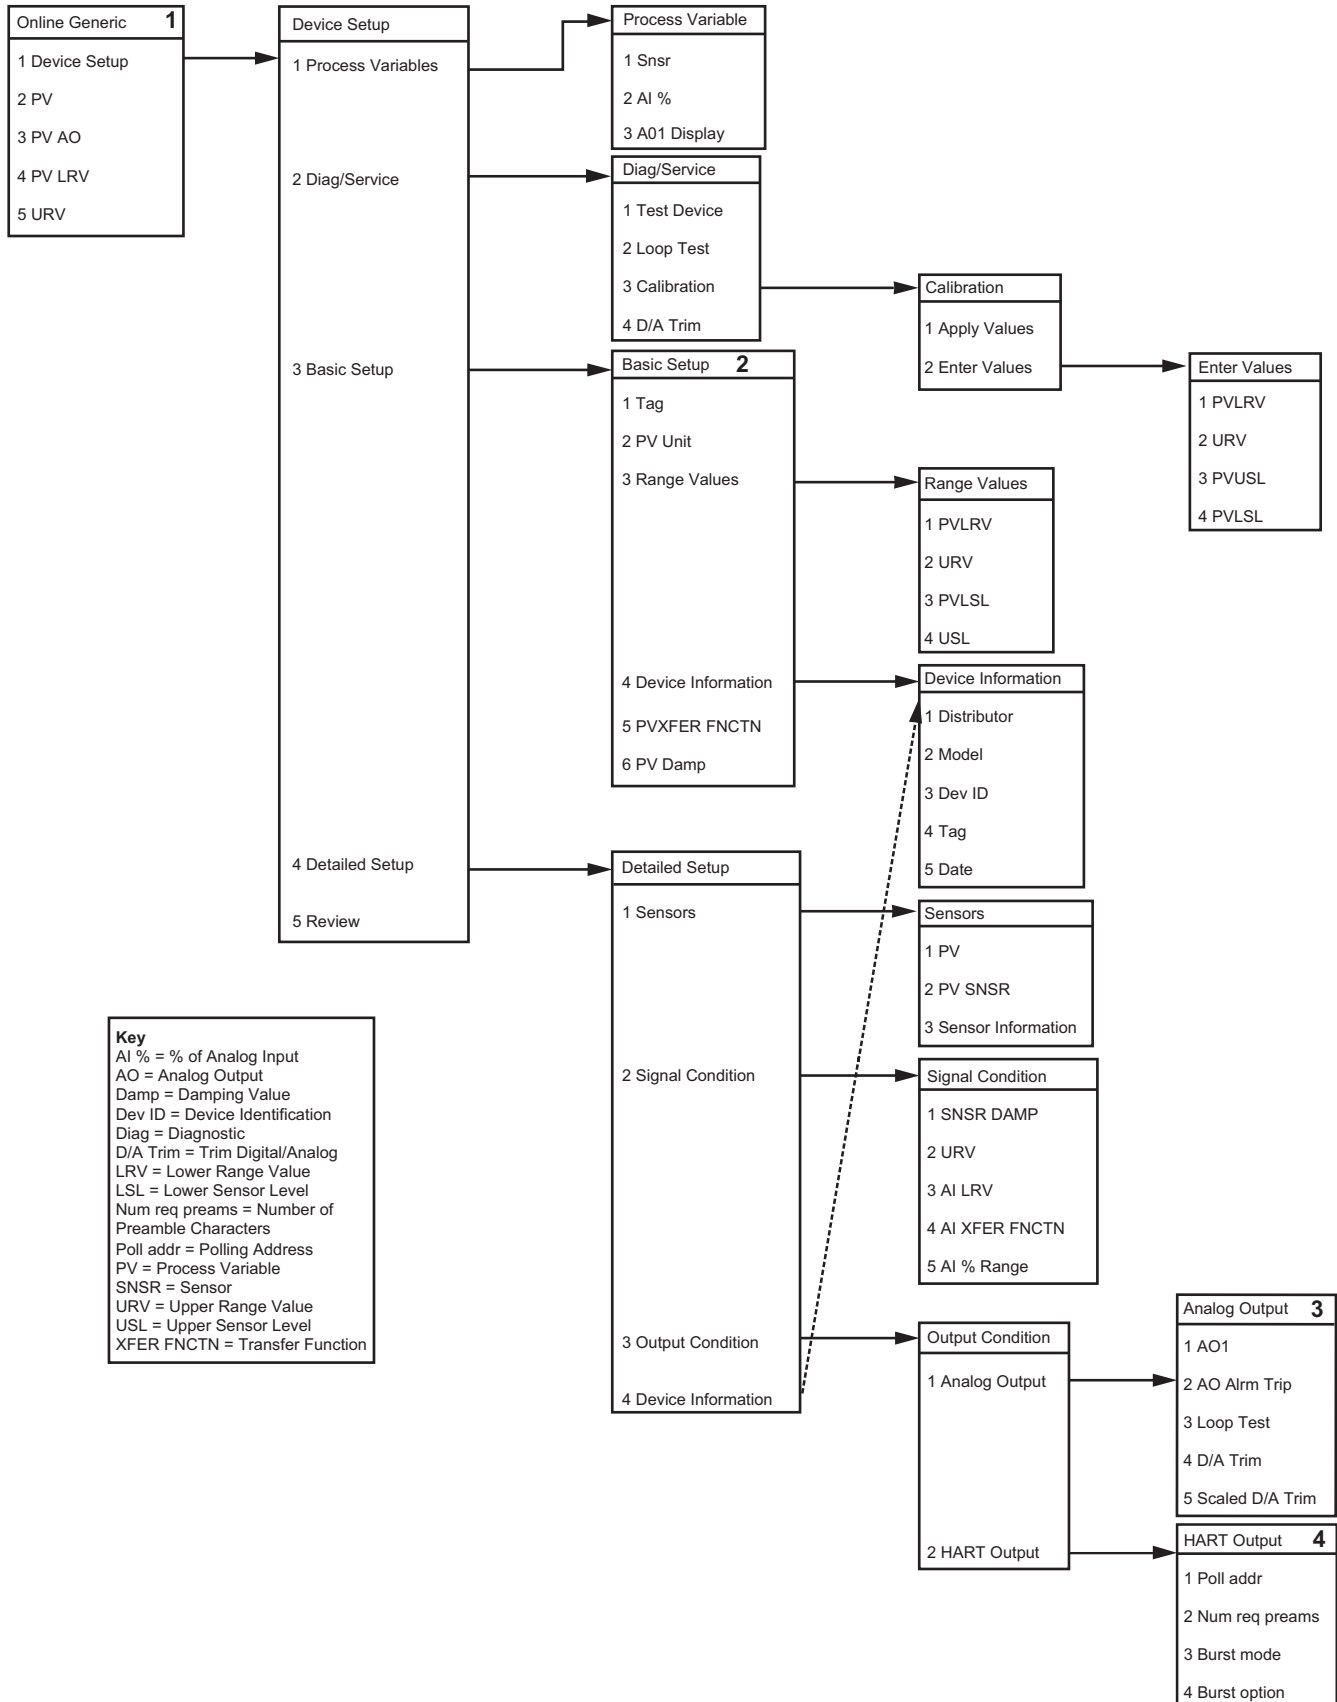 Online Generic 1
1 Device Setup
2 PV
3 PV AO
4 PV LRV
5 URV
Device Setup
1 Process Variables
2 Diag/Service
3 Basic Setup
4 Detailed Setup
5 Review
Process Variable
1 Snsr
2 AI %
3 A01 Display
Diag/Service
1 Test Device
2 Loop Test
3 Calibration
4 D/A Trim
Calibration
1 Apply Values
2 Enter Values
Enter Values
1 PVLRV
2 URV
3 PVUSL
4 PVLSL
Basic Setup 2
1 Tag
2 PV Unit
3 Range Values
4 Device Information
5 PVXFER FNCTN
6 PV Damp
Range Values
1 PVLRV
2 URV
3 PVLSL
4 USL
Device Information
1 Distributor
2 Model
3 Dev ID
4 Tag
5 Date
Detailed Setup
1 Sensors
2 Signal Condition
3 Output Condition
4 Device Information
Sensors
1 PV
2 PV SNSR
3 Sensor Information
Signal Condition
1 SNSR DAMP
2 URV
3 AI LRV
4 AI XFER FNCTN
5 AI % Range
Output Condition
1 Analog Output
2 HART Output
Analog Output 3
1 AO1
2 AO Alrm Trip
3 Loop Test
4 D/A Trim
5 Scaled D/A Trim
HART Output 4
1 Poll addr
2 Num req preams
3 Burst mode
4 Burst option
Key
AI % = % of Analog Input
AO = Analog Output
Damp = Damping Value
Dev ID = Device Identification
Diag = Diagnostic
D/A Trim = Trim Digital/Analog
LRV = Lower Range Value
LSL = Lower Sensor Level
Num req preams = Number of
Preamble Characters
Poll addr = Polling Address
PV = Process Variable
SNSR = Sensor
URV = Upper Range Value
USL = Upper Sensor Level
XFER FNCTN = Transfer Function